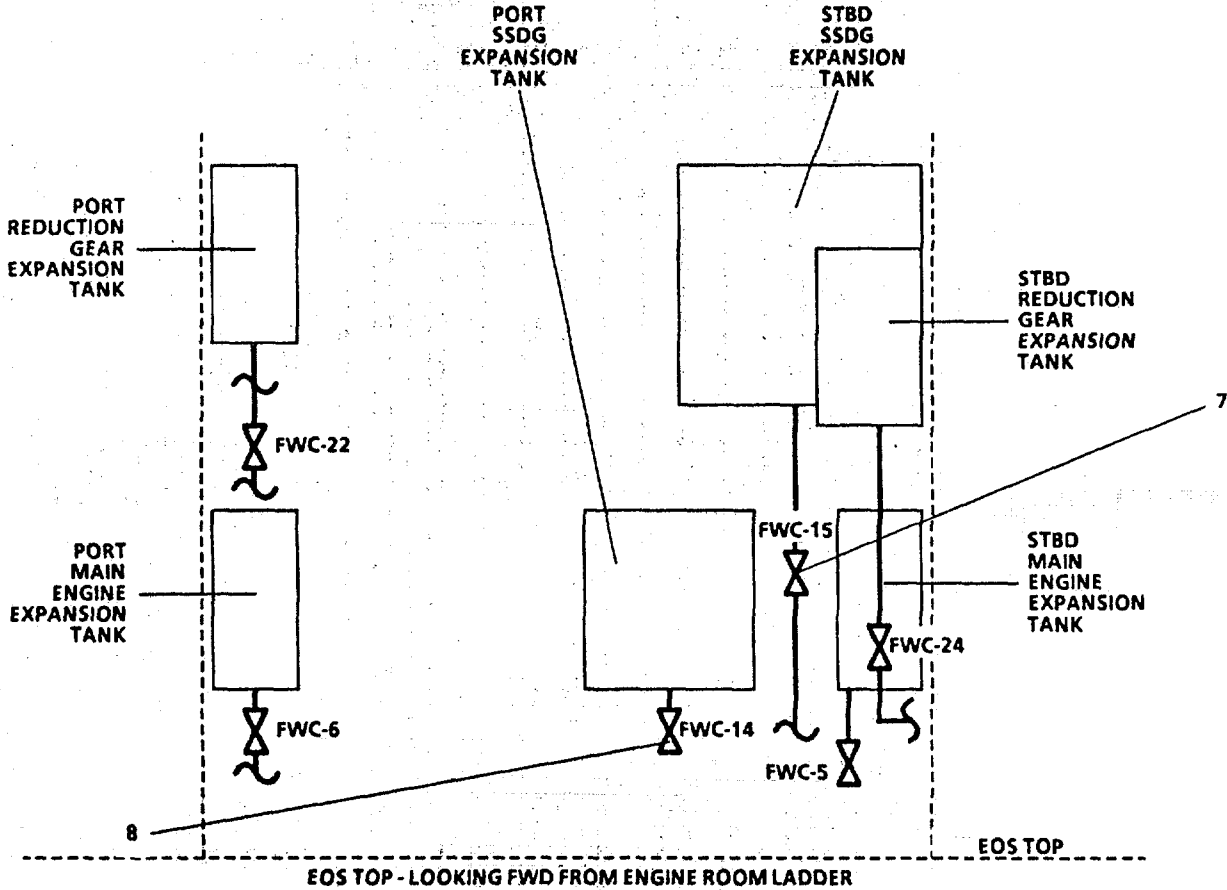 PORT
SSDG
EXPANSION
TANK
STBD
SSDG
EXPANSION
TANK
PORT
REDUCTION
GEAR
EXPANSION
TANK
STBD
REDUCTION
GEAR
EXPANSION
TANK
7
FWC-22
FWC-15
PORT
MAIN
ENGINE
EXPANSION
TANK
STBD
MAIN
ENGINE
EXPANSION
TANK
FWC-24
FWC-6
FWC-14
FWC-5
8
EOS TOP
EOS TOP - LOOKING FWD FROM ENGINE ROOM LADDER